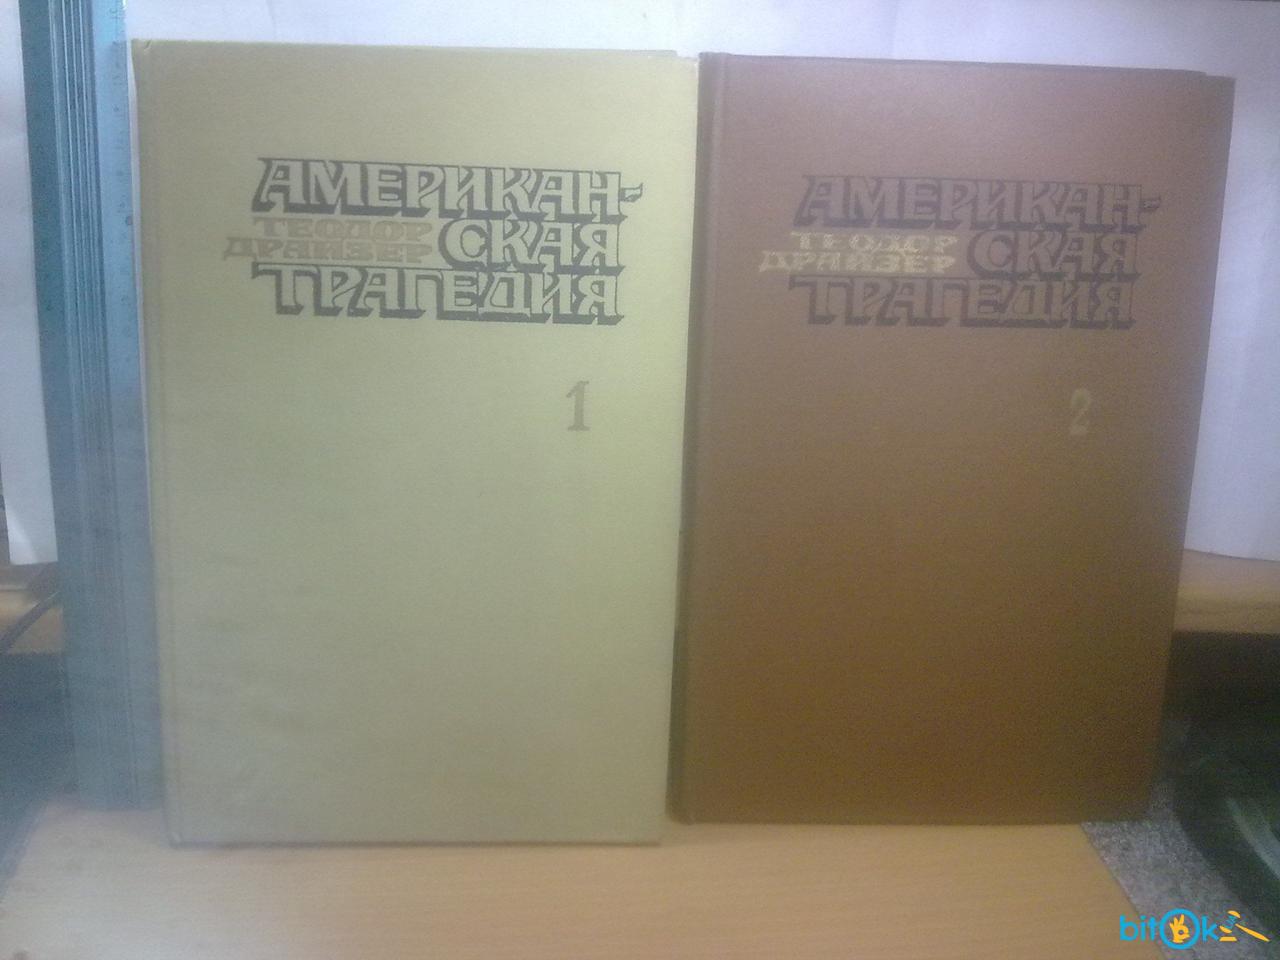 АМЕРИКАН-
ТЕОДОР
ДРАЙЗЕР
СКАЯ
ТРАГЕДИЯ
1
АМЕРИКАН-
ТЕОДОР
ДРАЙЗЕР
СКАЯ
ТРАГЕДИЯ
2
bitOk